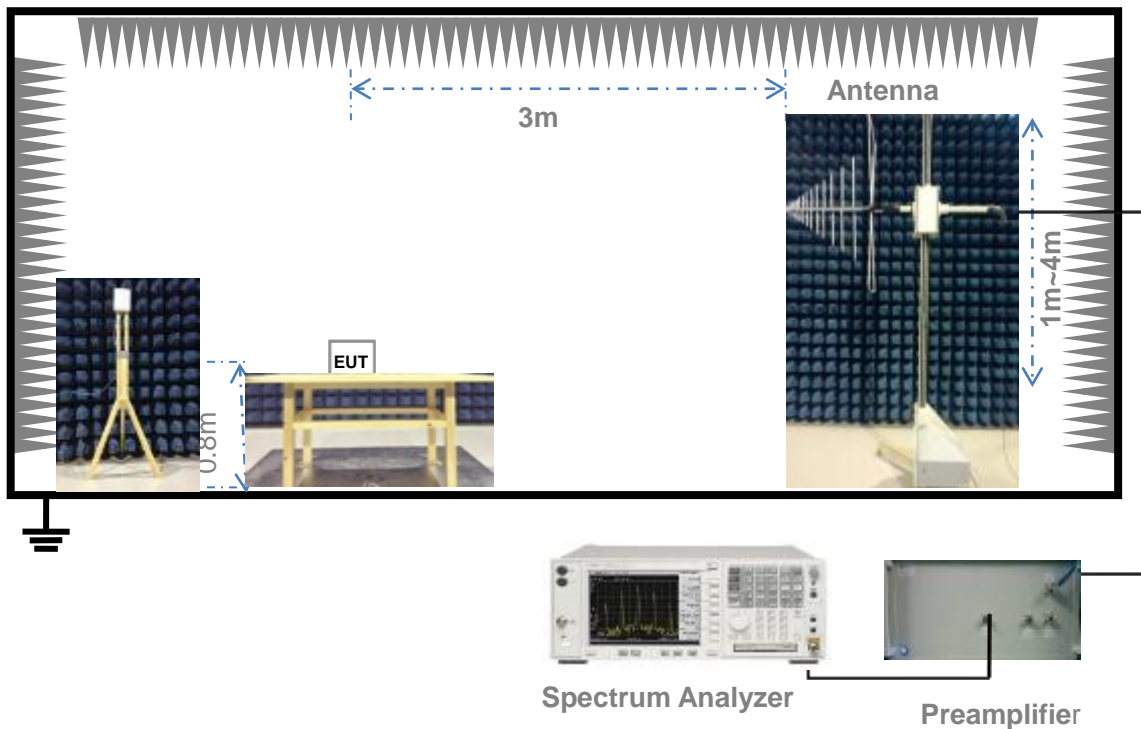 Antenna
3m
1m~4m
EUT
0.8m
Spectrum Analyzer
Preamplifier